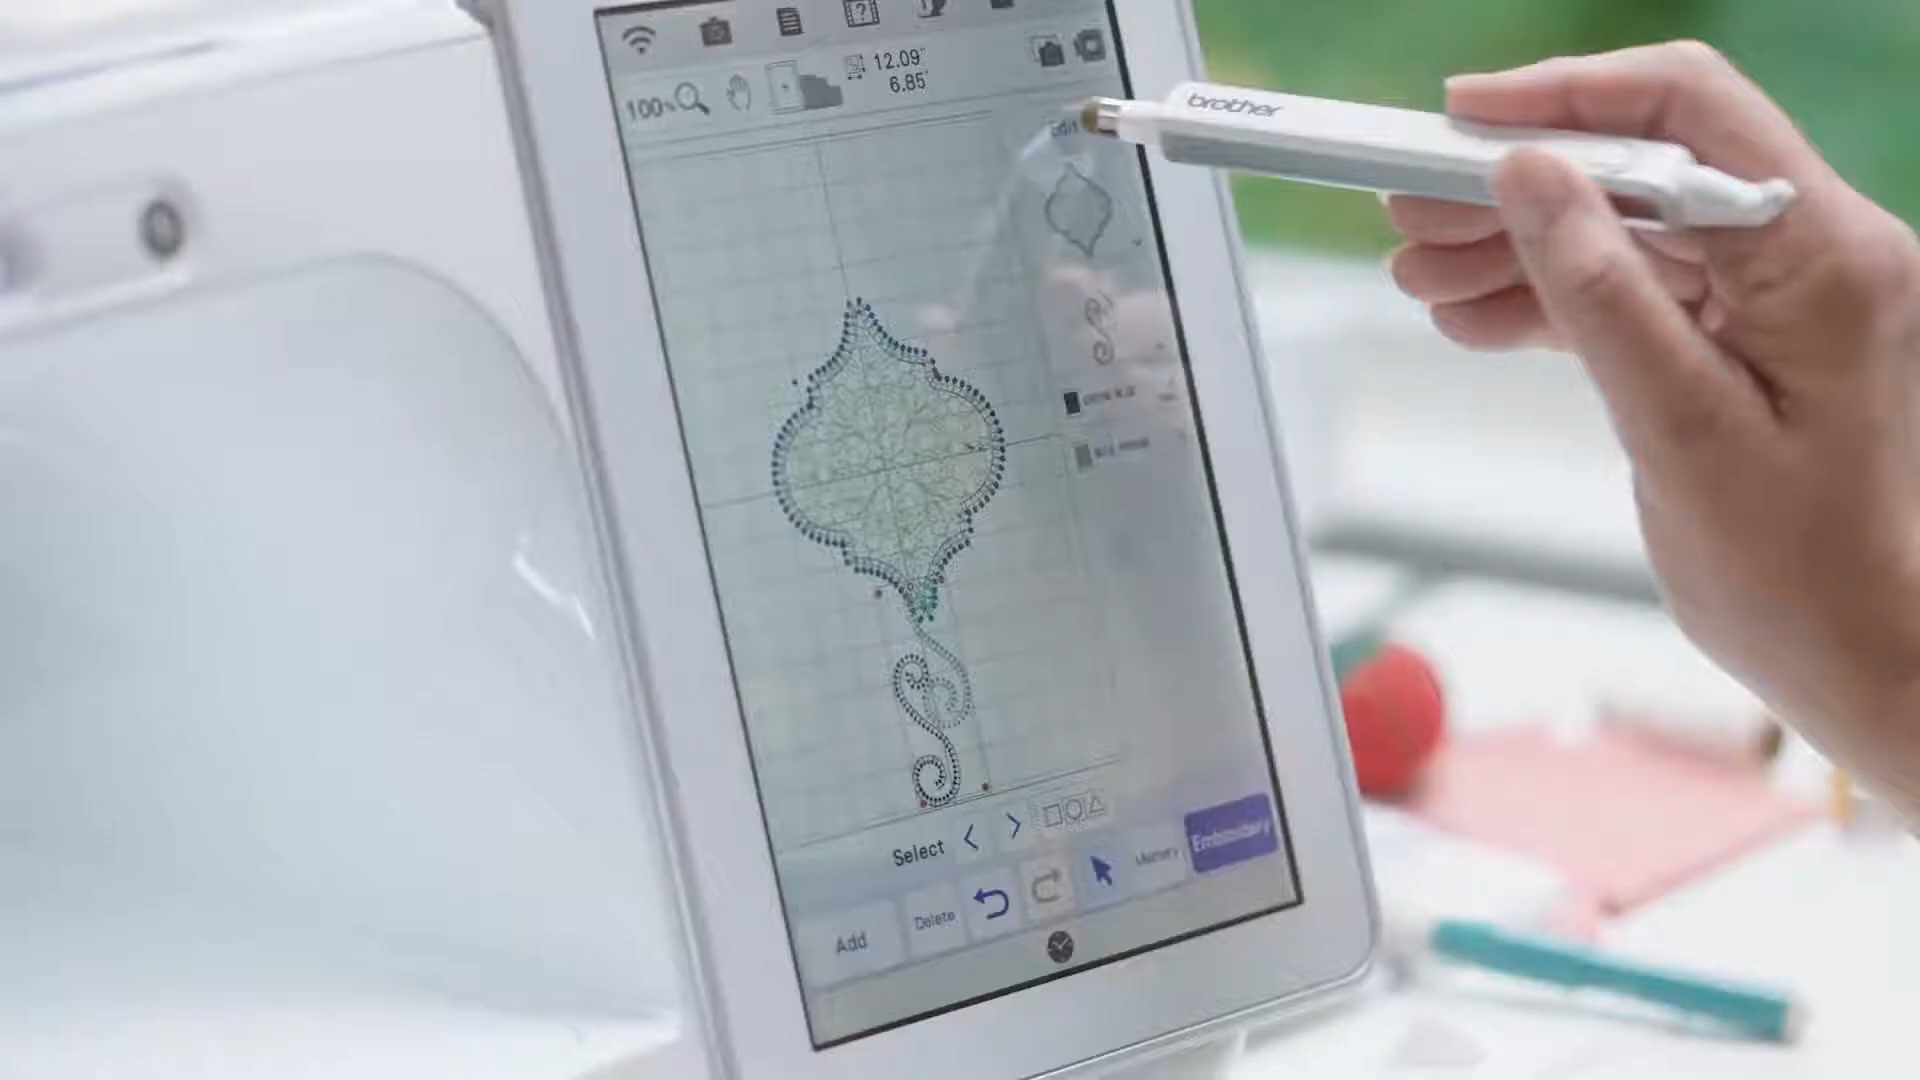 100%
12.09"
6.85"
Edit
brother
Select
Add
Delete
Memory
Embroidery